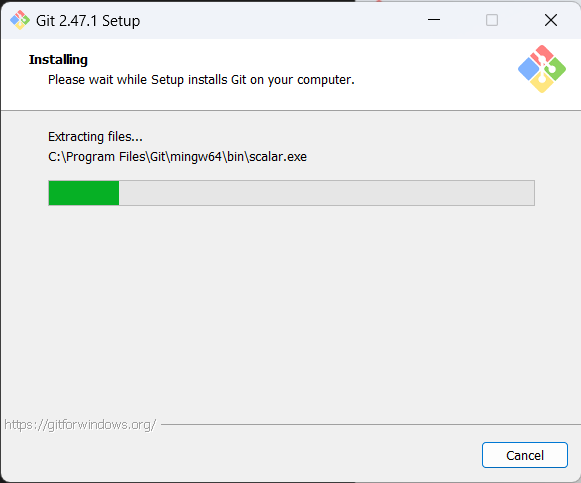 Git 2.47.1 Setup
Installing
Please wait while Setup installs Git on your computer.
Extracting files...
C:\Program Files\Git\mingw64\bin\scalar.exe
https://gitforwindows.org/
Cancel